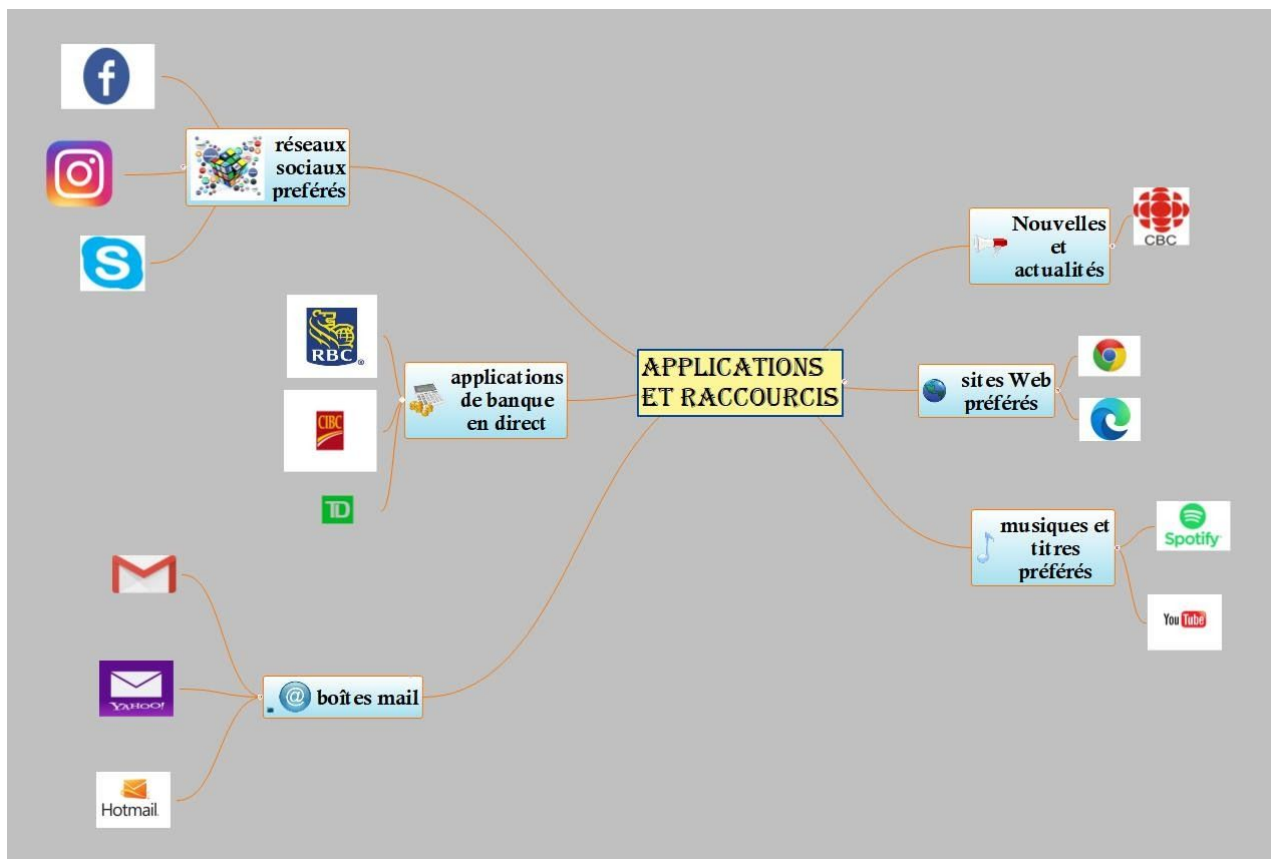 f
réseaux
sociaux
preférés
S
RBC
applications
de banque
en direct
CIBC
TD
boîtes mail
@
YAHOO!
Hotmail
APPLICATIONS
ET RACCOURCIS
Nouvelles
et
actualités
CBC
sites Web
préférés
musiques et
titres
préférés
Spotify
YouTube